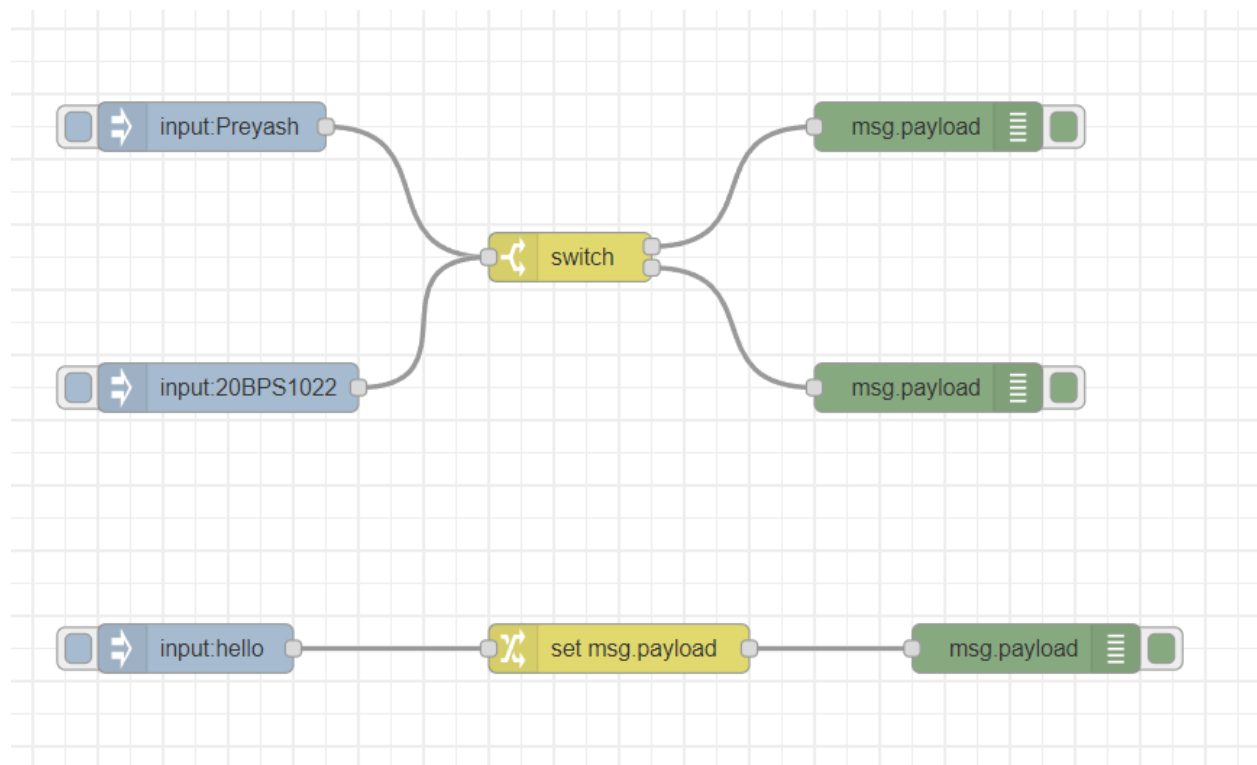 input:Preyash
msg.payload
switch
input:20BPS1022
msg.payload
input:hello
set msg.payload
msg.payload